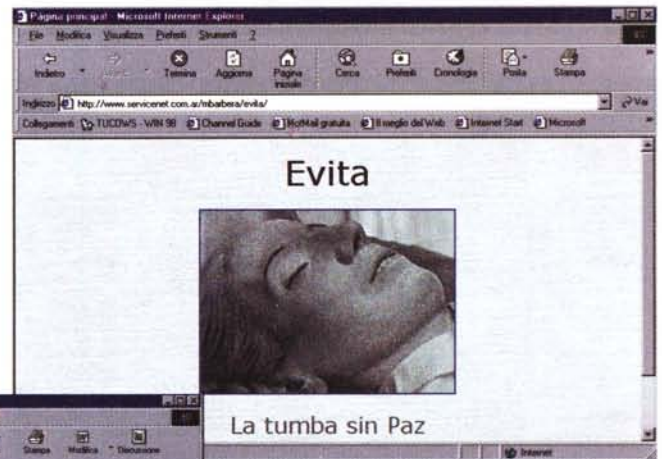 Página principal - Microsoft Internet Explorer
File Modifica Visualizza Preferiti Strumenti ?
Indietro Termina Aggiorna Pagina iniziale Cerca Preferiti Cronologia Posta Stampa
Indirizzo http://www.servicenet.com.ar/mbarbera/evita/ Vai
Collegamenti TUCOWS - WIN 98 Channel Guide HotMail gratuita Il meglio del Web Internet Start Microsoft
Evita
La tumba sin Paz
Stampa Modifica Discussione
Internet